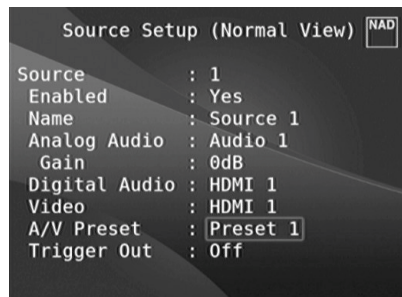 Source Setup (Normal View) NAD
Source : 1
Enabled : Yes
Name : Source 1
Analog Audio : Audio 1
Gain : 0dB
Digital Audio : HDMI 1
Video : HDMI 1
A/V Preset : Preset 1
Trigger Out : Off